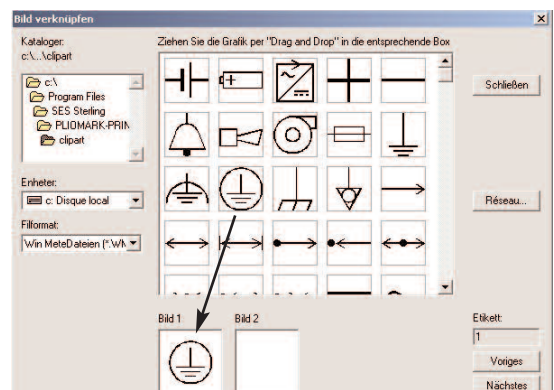 Bild verknüpfen
Kataloger:
c:\...\clipart
Ziehen Sie die Grafik per "Drag and Drop" in die entsprechende Box
c:\
Program Files
SES Sterling
PLIOMARK-PRIN
clipart
Schließen
Enheter:
c: Disque local
Réseau...
Filformat:
Win MeteDateien (*.WM
Bild 1
Bild 2
Etikett:
1
Voriges
Nächstes